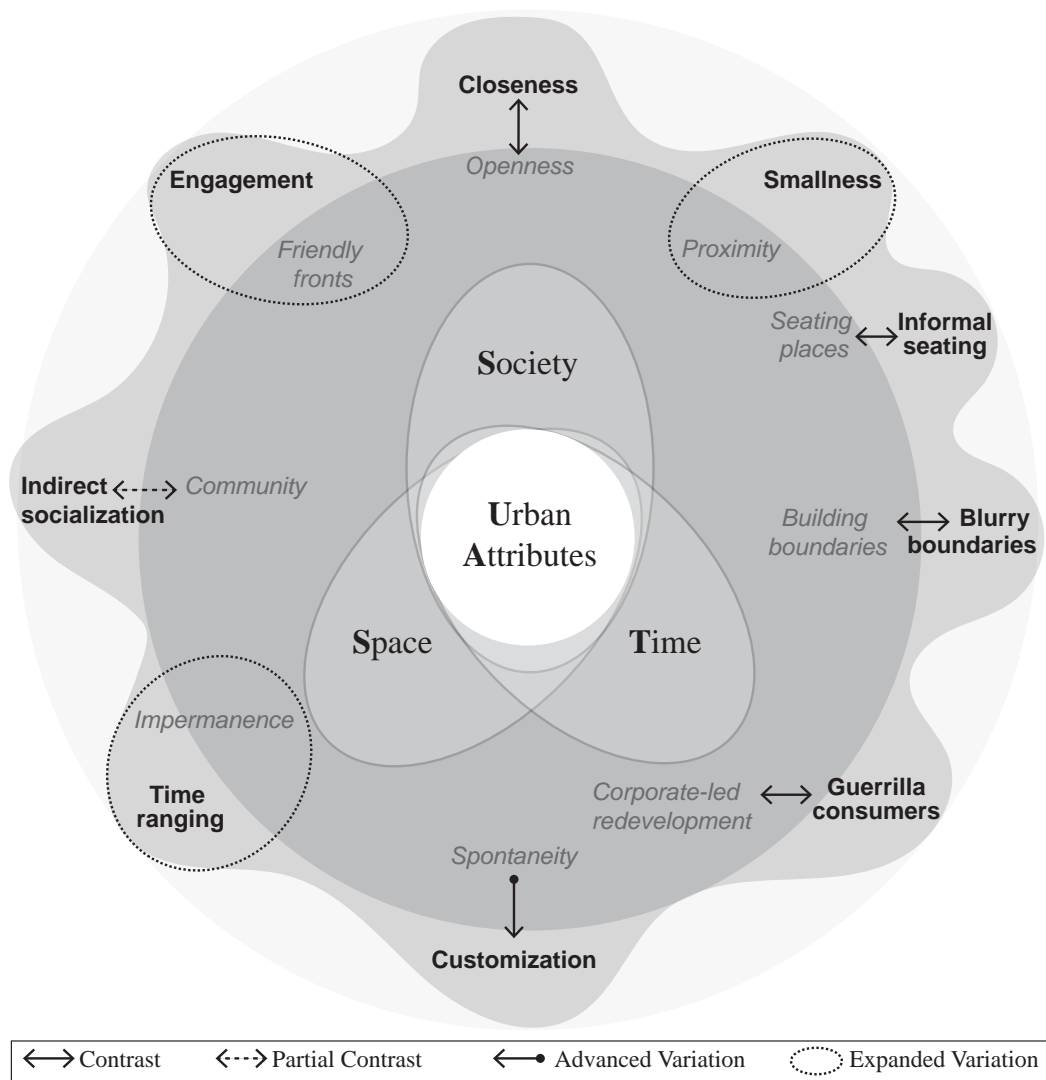 Closeness
Openness
Engagement
Friendly
fronts
Smallness
Proximity
Seating
places
Informal
seating
Society
Indirect
socialization
Community
Urban
Attributes
Building
boundaries
Blurry
boundaries
Space
Time
Impermanence
Time
ranging
Corporate-led
redevelopment
Guerrilla
consumers
Spontaneity
Customization
Contrast
Partial Contrast
Advanced Variation
Expanded Variation